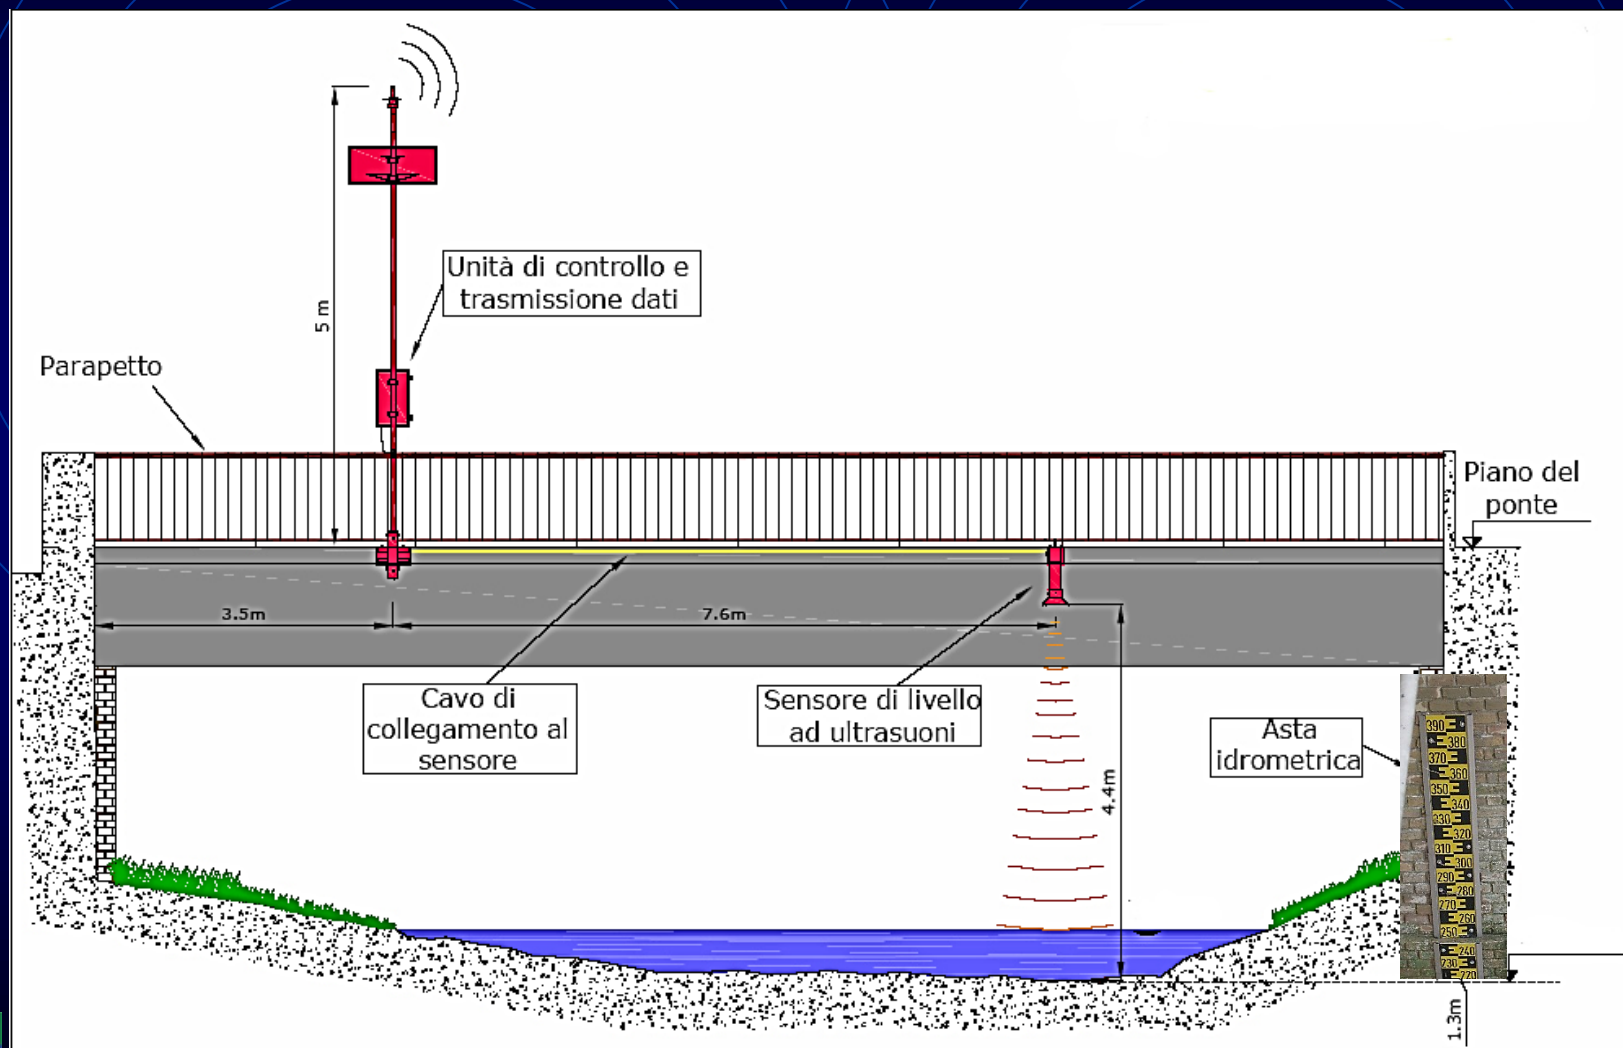 Unità di controllo e
trasmissione dati
5 m
Parapetto
Piano del
ponte
3.5m
7.6m
Cavo di
collegamento al
sensore
Sensore di livello
ad ultrasuoni
Asta
idrometrica
4.4m
390
380
370
360
350
340
330
320
310
300
290
280
270
260
250
240
230
220
1.3m